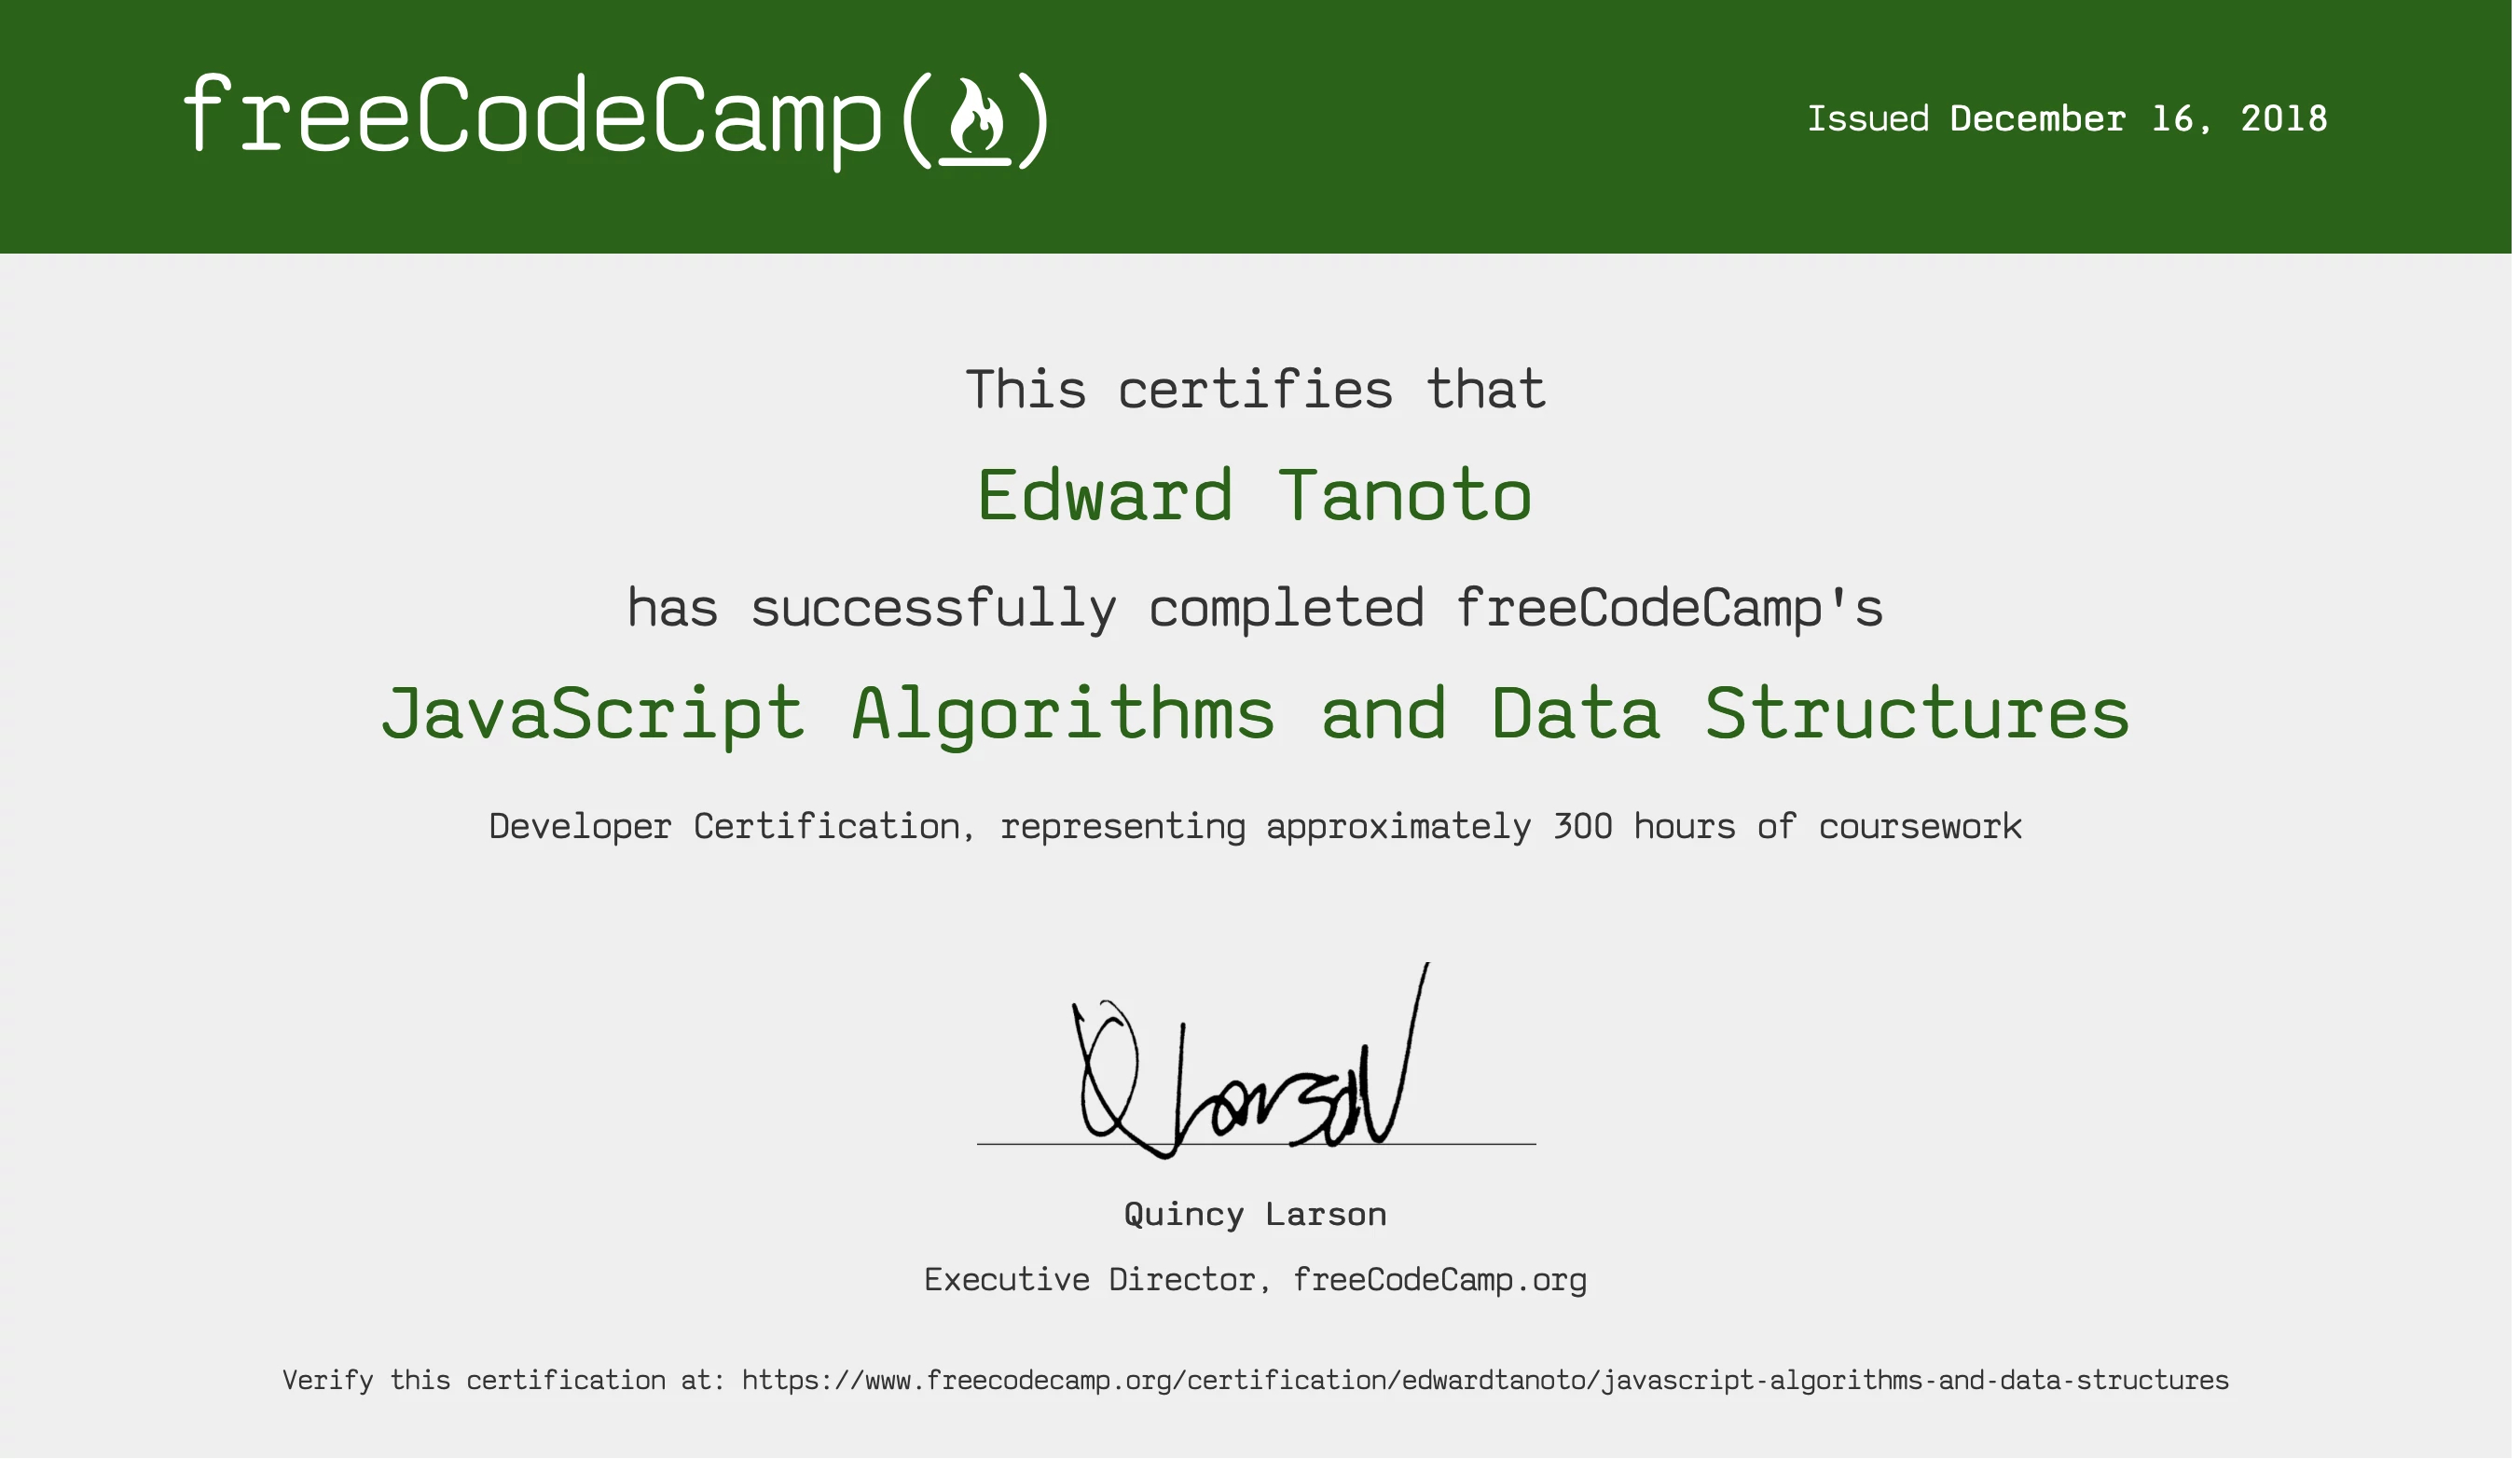 freeCodeCamp(🔥)
Issued December 16, 2018
This certifies that
Edward Tanoto
has successfully completed freeCodeCamp's
JavaScript Algorithms and Data Structures
Developer Certification, representing approximately 300 hours of coursework
Q Larson
Quincy Larson
Executive Director, freeCodeCamp.org
Verify this certification at: https://www.freecodecamp.org/certification/edwardtanoto/javascript-algorithms-and-data-structures